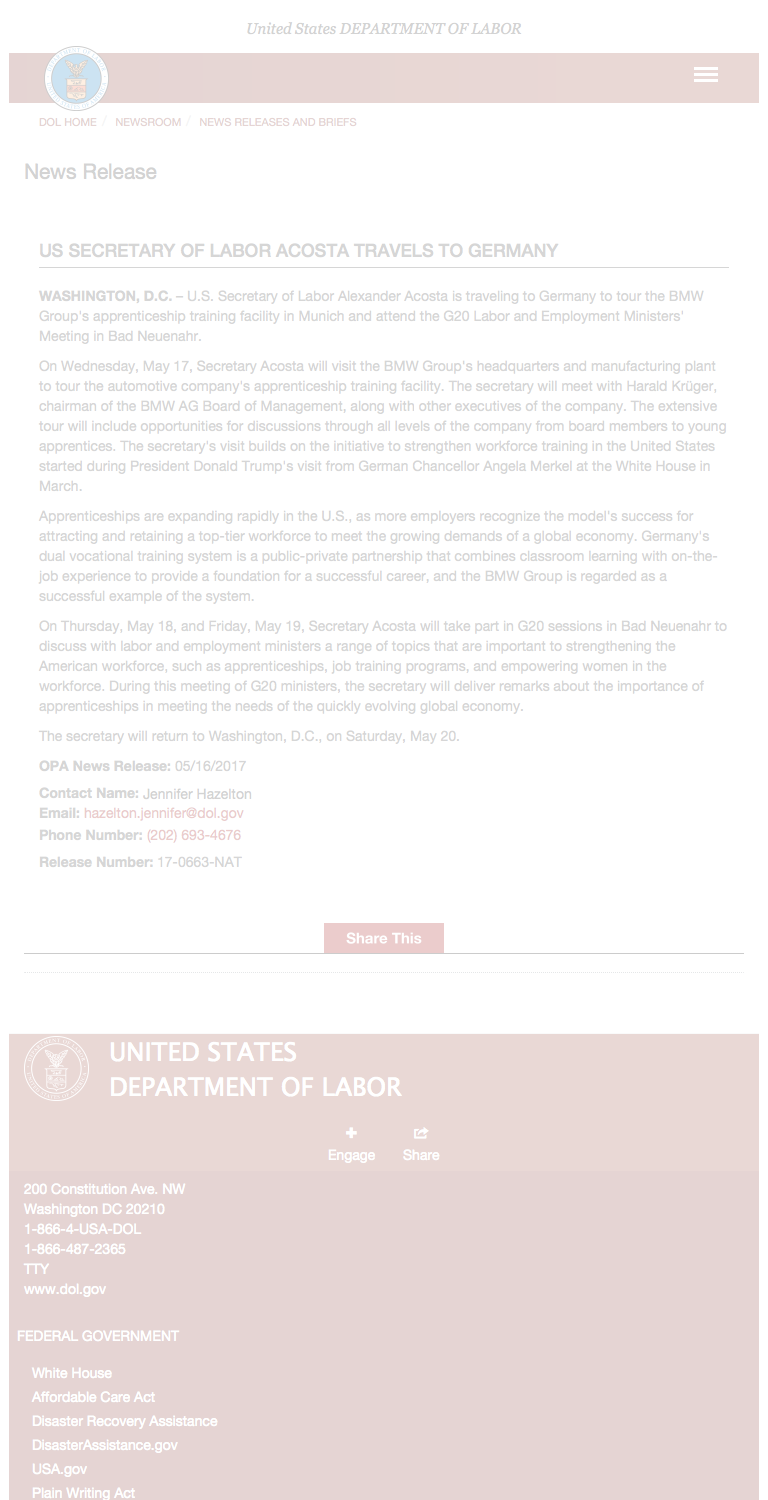 United States DEPARTMENT OF LABOR
DOL HOME / NEWSROOM / NEWS RELEASES AND BRIEFS
News Release
US SECRETARY OF LABOR ACOSTA TRAVELS TO GERMANY
WASHINGTON, D.C. – U.S. Secretary of Labor Alexander Acosta is traveling to Germany to tour the BMW
Group's apprenticeship training facility in Munich and attend the G20 Labor and Employment Ministers'
Meeting in Bad Neuenahr.
On Wednesday, May 17, Secretary Acosta will visit the BMW Group's headquarters and manufacturing plant
to tour the automotive company's apprenticeship training facility. The secretary will meet with Harald Krüger,
chairman of the BMW AG Board of Management, along with other executives of the company. The extensive
tour will include opportunities for discussions through all levels of the company from board members to young
apprentices. The secretary's visit builds on the initiative to strengthen workforce training in the United States
started during President Donald Trump's visit from German Chancellor Angela Merkel at the White House in
March.
Apprenticeships are expanding rapidly in the U.S., as more employers recognize the model's success for
attracting and retaining a top-tier workforce to meet the growing demands of a global economy. Germany's
dual vocational training system is a public-private partnership that combines classroom learning with on-the-
job experience to provide a foundation for a successful career, and the BMW Group is regarded as a
successful example of the system.
On Thursday, May 18, and Friday, May 19, Secretary Acosta will take part in G20 sessions in Bad Neuenahr to
discuss with labor and employment ministers a range of topics that are important to strengthening the
American workforce, such as apprenticeships, job training programs, and empowering women in the
workforce. During this meeting of G20 ministers, the secretary will deliver remarks about the importance of
apprenticeships in meeting the needs of the quickly evolving global economy.
The secretary will return to Washington, D.C., on Saturday, May 20.
OPA News Release: 05/16/2017
Contact Name: Jennifer Hazelton
Email: hazelton.jennifer@dol.gov
Phone Number: (202) 693-4676
Release Number: 17-0663-NAT
Share This
UNITED STATES
DEPARTMENT OF LABOR
Engage Share
200 Constitution Ave. NW
Washington DC 20210
1-866-4-USA-DOL
1-866-487-2365
TTY
www.dol.gov
FEDERAL GOVERNMENT
White House
Affordable Care Act
Disaster Recovery Assistance
DisasterAssistance.gov
USA.gov
Plain Writing Act